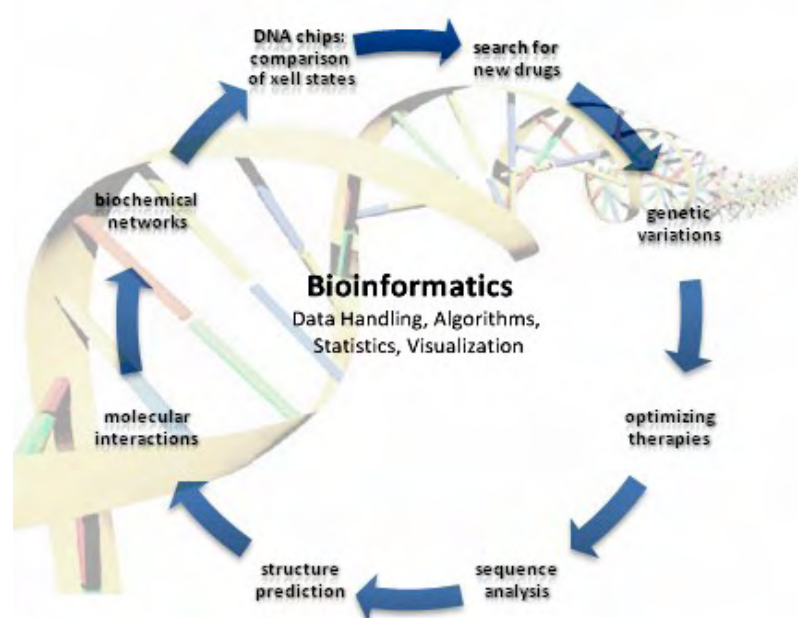 DNA chips:
comparison
of xell states
search for
new drugs
genetic
variations
optimizing
therapies
sequence
analysis
structure
prediction
molecular
interactions
biochemical
networks
Bioinformatics
Data Handling, Algorithms,
Statistics, Visualization